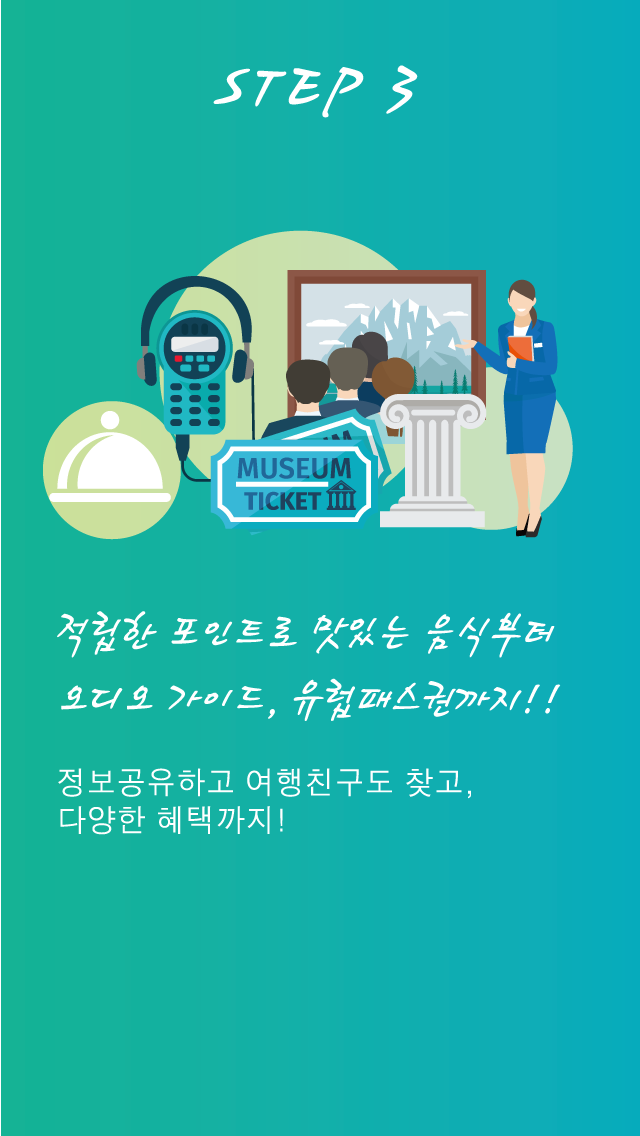 STEP 3
MUSEUM
TICKET
적립한 포인트로 맛있는 음식부터
오디오 가이드, 유럽패스권까지!!
정보공유하고 여행친구도 찾고,
다양한 혜택까지!